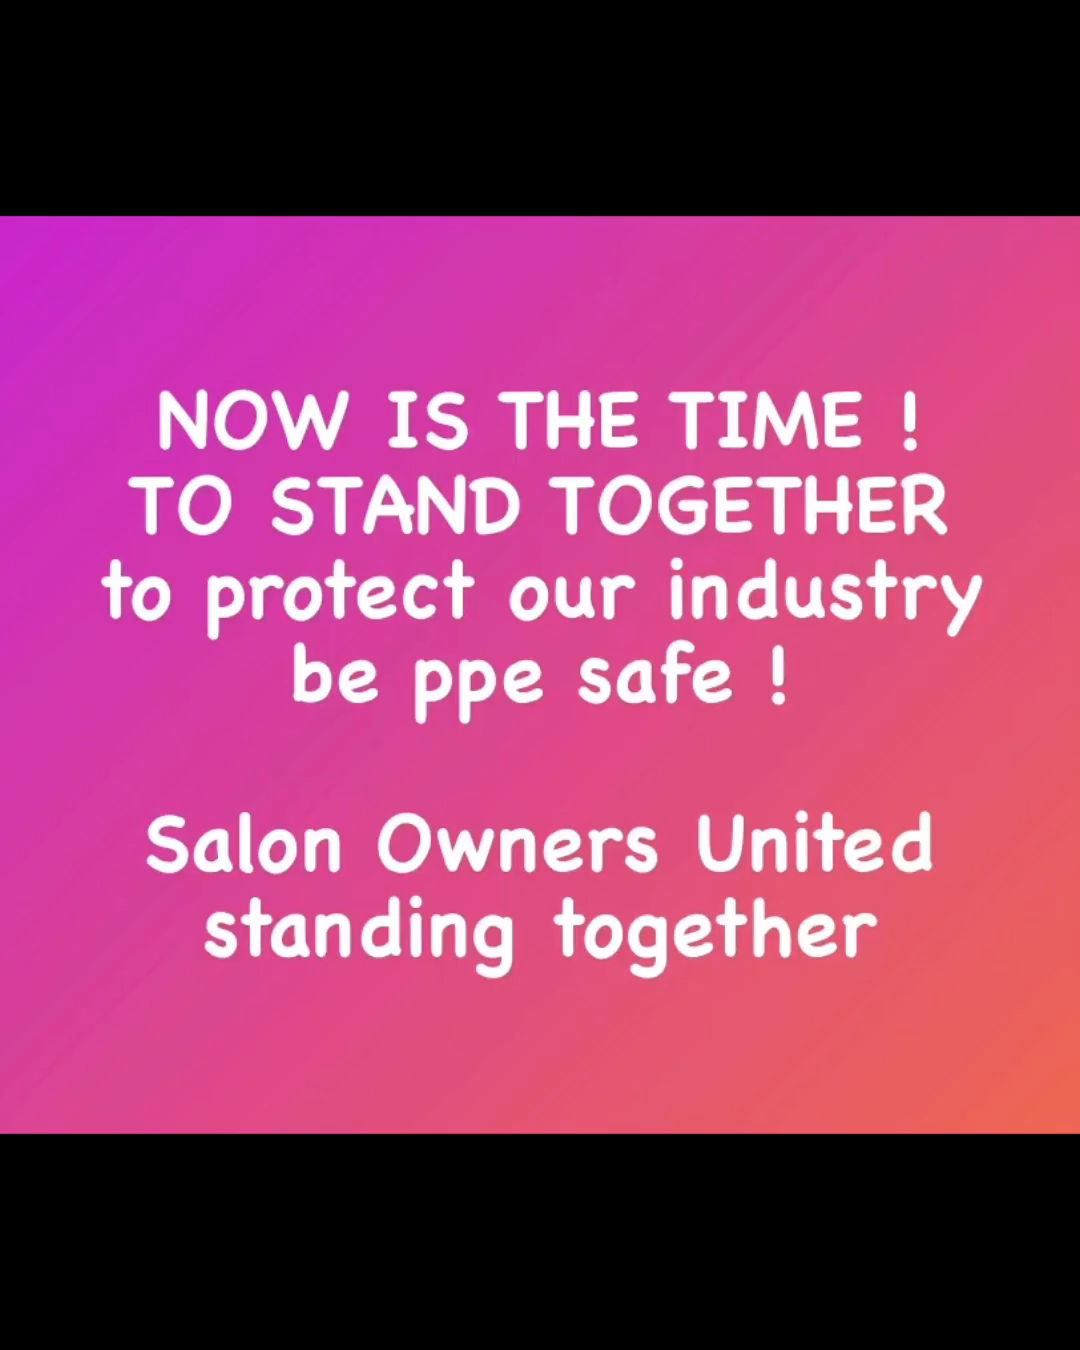 NOW IS THE TIME !
TO STAND TOGETHER
to protect our industry
be ppe safe !
Salon Owners United
standing together